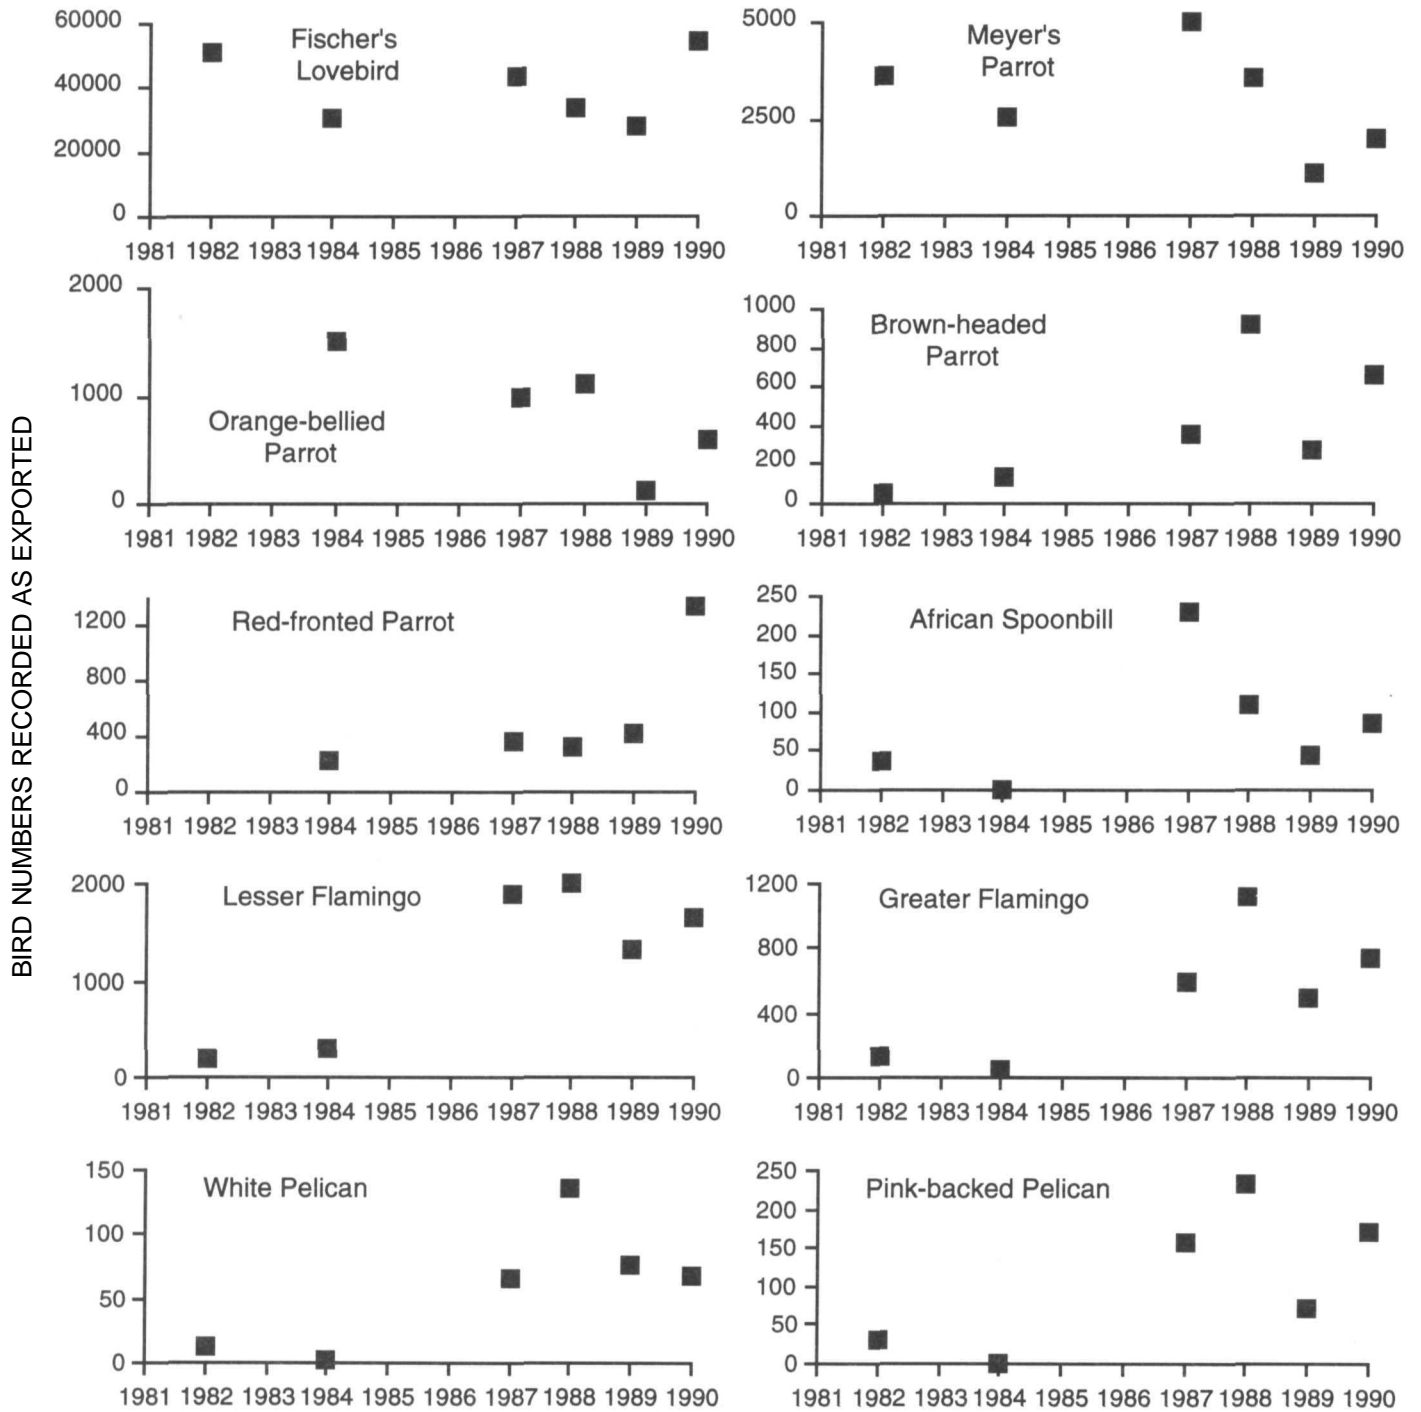 BIRD NUMBERS RECORDED AS EXPORTED
Fischer's
Lovebird
60000
40000
20000
0
1981 1982 1983 1984 1985 1986 1987 1988 1989 1990
Meyer's
Parrot
5000
2500
0
1981 1982 1983 1984 1985 1986 1987 1988 1989 1990
2000
1000
0
Orange-bellied
Parrot
1981 1982 1983 1984 1985 1986 1987 1988 1989 1990
Brown-headed
Parrot
1000
800
600
400
200
0
1981 1982 1983 1984 1985 1986 1987 1988 1989 1990
Red-fronted Parrot
1200
800
400
0
1981 1982 1983 1984 1985 1986 1987 1988 1989 1990
African Spoonbill
250
200
150
100
50
0
1981 1982 1983 1984 1985 1986 1987 1988 1989 1990
Lesser Flamingo
2000
1000
0
1981 1982 1983 1984 1985 1986 1987 1988 1989 1990
Greater Flamingo
1200
800
400
0
1981 1982 1983 1984 1985 1986 1987 1988 1989 1990
White Pelican
150
100
50
0
1981 1982 1983 1984 1985 1986 1987 1988 1989 1990
Pink-backed Pelican
250
200
150
100
50
0
1981 1982 1983 1984 1985 1986 1987 1988 1989 1990